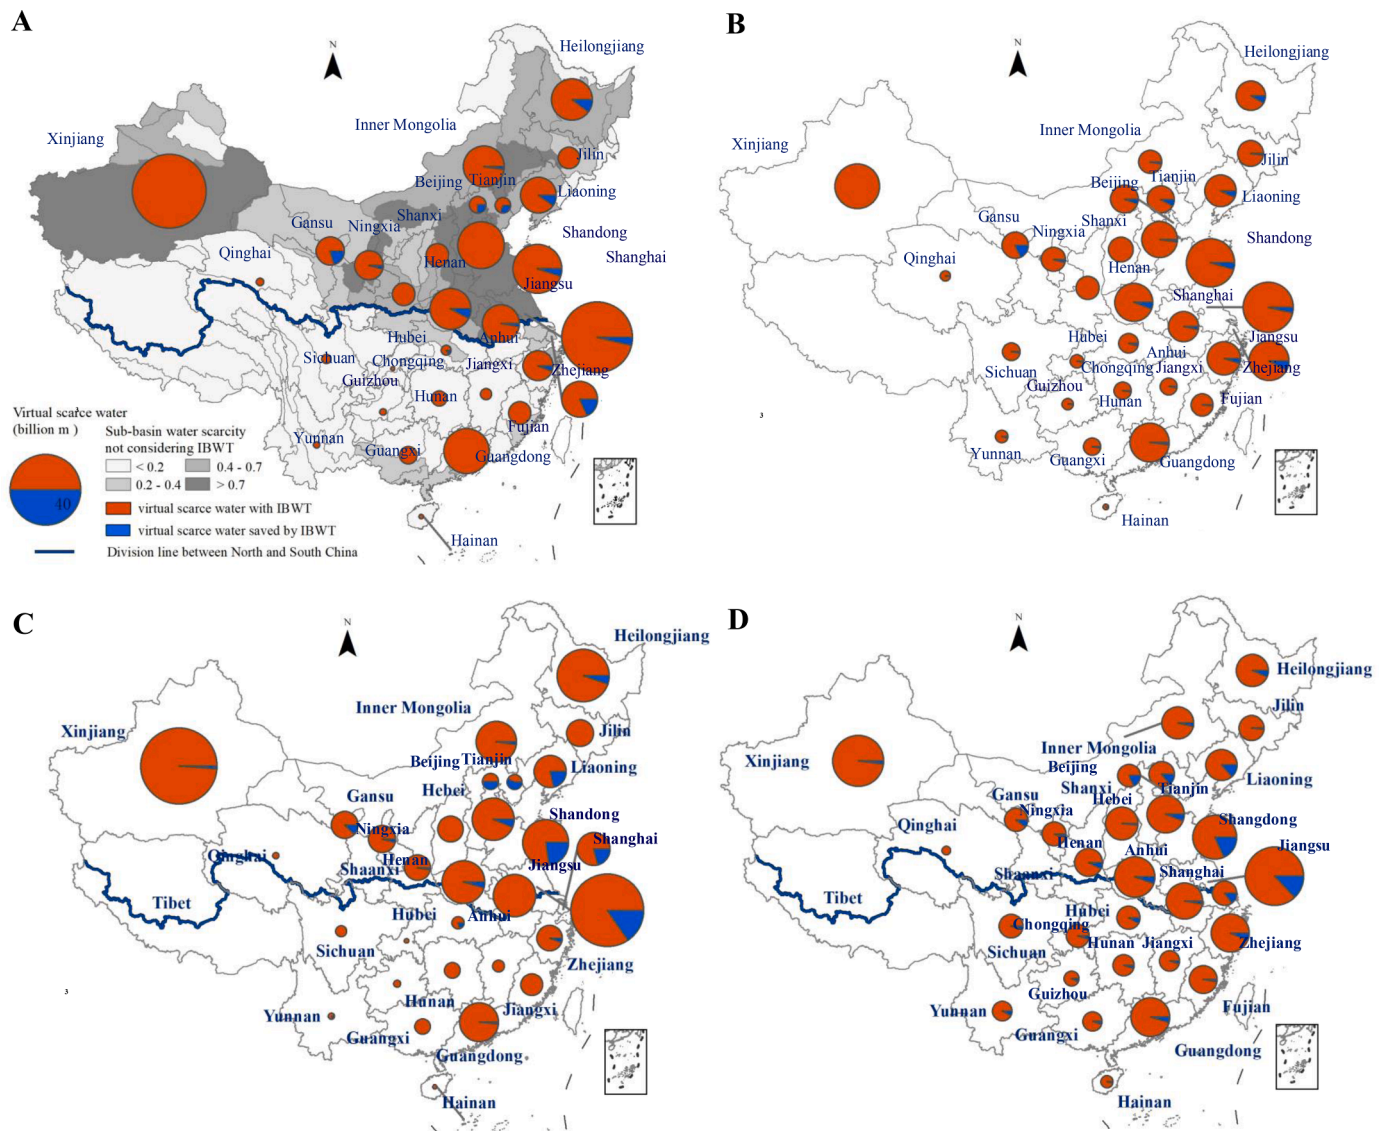 A
N
Heilongjiang
Inner Mongolia
Xinjiang
Jilin
Beijing
Tianjin
Liaoning
Gansu
Ningxia
Shanxi
Shandong
Qinghai
Henan
Shanghai
Jiangsu
Hubei
Anhui
Sichuan
Chongqing
Jiangxi
Zhejiang
Guizhou
Hunan
Fujian
Yunnan
Guangxi
Guangdong
Hainan
Virtual scarce water
(billion m )
40
Sub-basin water scarcity
not considering IBWT
< 0.2
0.4 - 0.7
0.2 - 0.4
> 0.7
virtual scarce water with IBWT
virtual scarce water saved by IBWT
Division line between North and South China
B
N
Heilongjiang
Inner Mongolia
Xinjiang
Jilin
Beijing
Tianjin
Liaoning
Gansu
Ningxia
Shanxi
Shandong
Qinghai
Henan
Shanghai
Jiangsu
Hubei
Anhui
Sichuan
Chongqing
Jiangxi
Zhejiang
Guizhou
Hunan
Fujian
Yunnan
Guangxi
Guangdong
Hainan
3
C
N
Heilongjiang
Inner Mongolia
Xinjiang
Jilin
Beijing
Tianjin
Liaoning
Gansu
Hebei
Shandong
Ningxia
Shanghai
Qinghai
Henan
Shaanxi
Jiangsu
Tibet
Hubei
Anhui
Sichuan
Zhejiang
Hunan
Jiangxi
Yunnan
Guangxi
Guangdong
Hainan
3
D
N
Heilongjiang
Jilin
Inner Mongolia
Xinjiang
Beijing
Liaoning
Shanxi
Tianjin
Gansu
Hebei
Ningxia
Shangdong
Qinghai
Henan
Anhui
Jiangsu
Shaanxi
Shanghai
Tibet
Hubei
Chongqing
Sichuan
Hunan
Jiangxi
Zhejiang
Guizhou
Yunnan
Guangxi
Fujian
Guangdong
Hainan